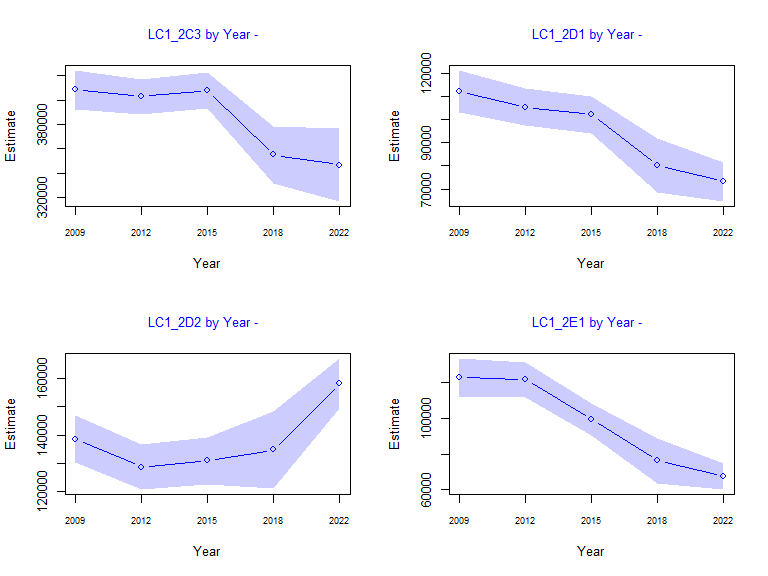 LC1_2C3 by Year -
Estimate
320000
380000
2009
2012
2015
2018
2022
Year
LC1_2D1 by Year -
Estimate
70000
90000
120000
2009
2012
2015
2018
2022
Year
LC1_2D2 by Year -
Estimate
120000
140000
160000
2009
2012
2015
2018
2022
Year
LC1_2E1 by Year -
Estimate
60000
100000
2009
2012
2015
2018
2022
Year